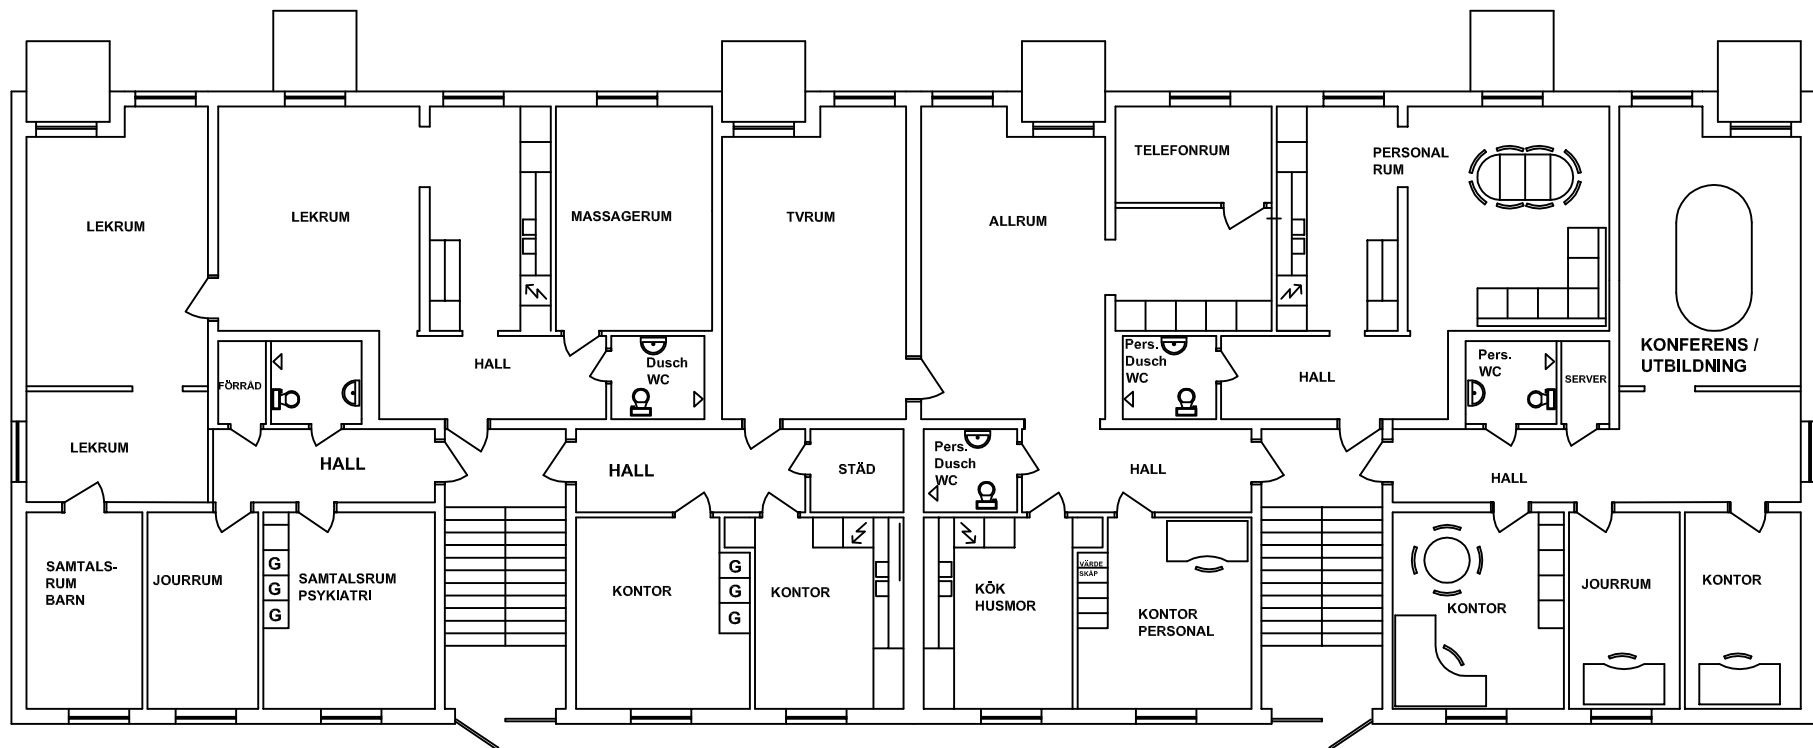 TELEFONRUM
PERSONAL
RUM
LEKRUM
LEKRUM
MASSAGERUM
TVRUM
ALLRUM
KONFERENS /
UTBILDNING
HALL
Dusch
WC
Pers.
Dusch
WC
HALL
Pers.
WC
SERVER
FÖRRÅD
LEKRUM
HALL
HALL
STÄD
Pers.
Dusch
WC
HALL
HALL
SAMTALS-
RUM
BARN
JOURRUM
G
G
G
SAMTALSRUM
PSYKIATRI
KONTOR
G
G
G
KONTOR
KÖK
HUSMOR
VÄRDE
SKÅP
KONTOR
PERSONAL
KONTOR
JOURRUM
KONTOR